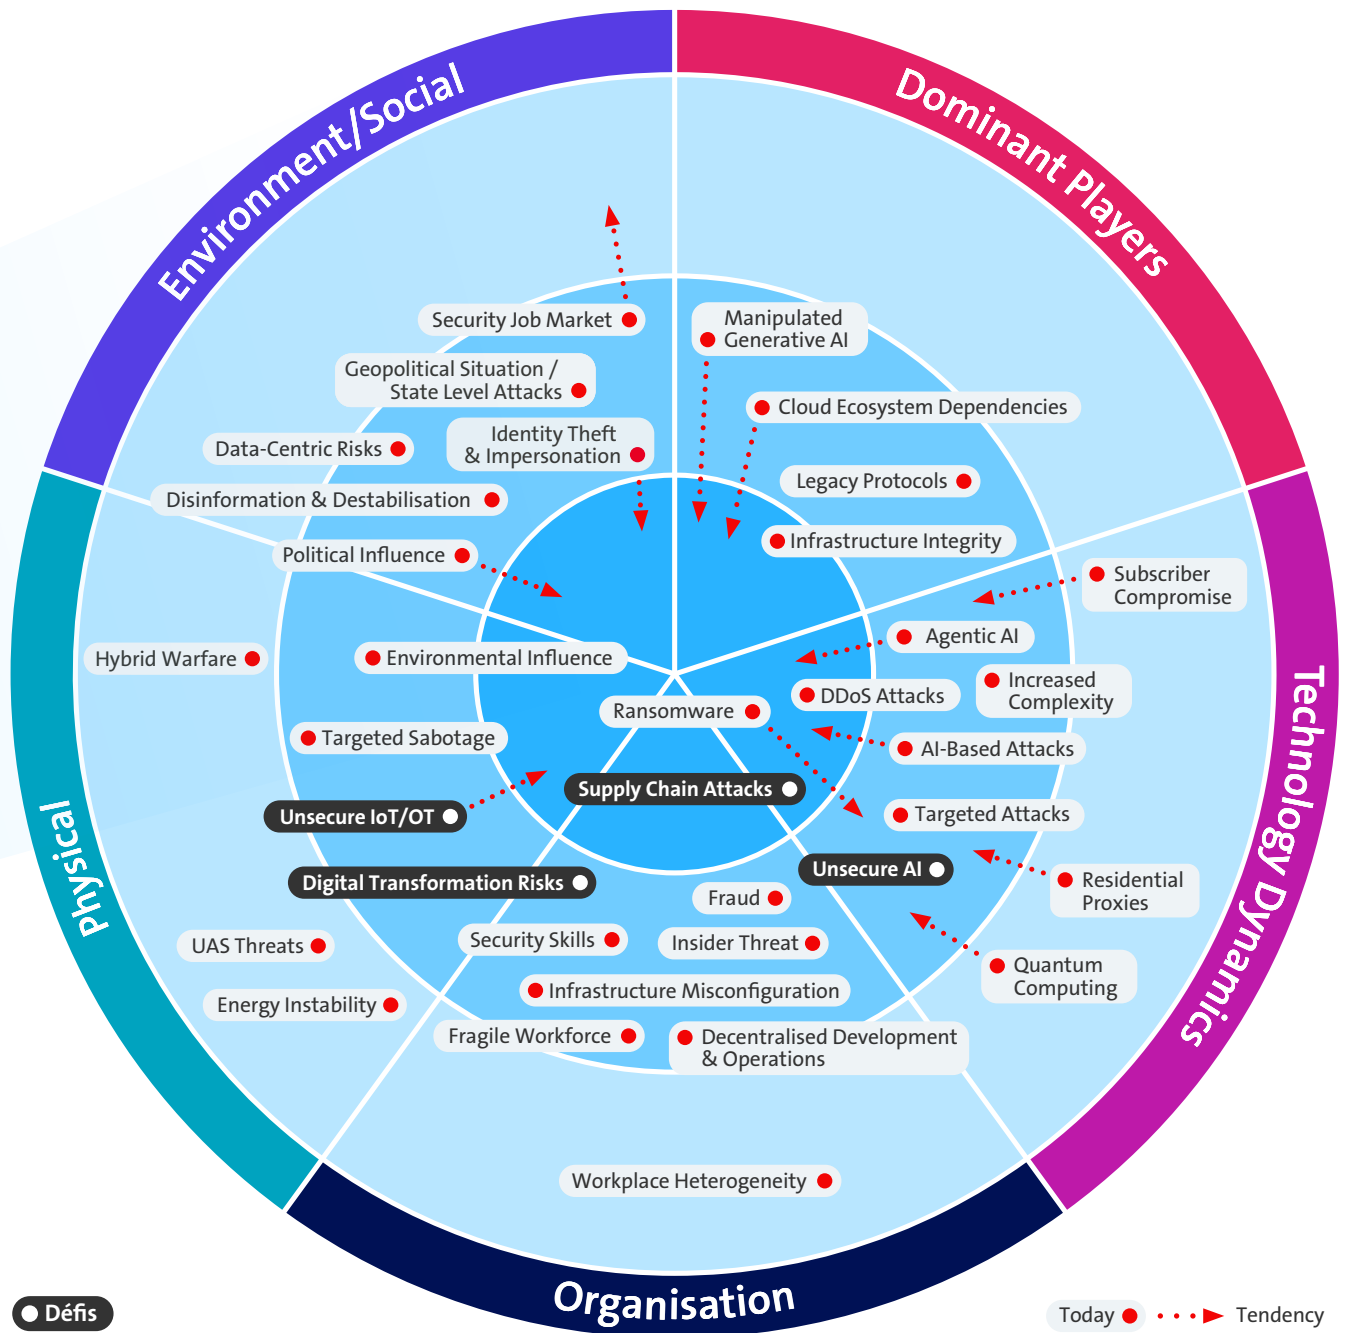 Environment/Social
Dominant Players
Security Job Market
Manipulated
Generative AI
Geopolitical Situation /
State Level Attacks
Cloud Ecosystem Dependencies
Identity Theft
& Impersonation
Data-Centric Risks
Legacy Protocols
Disinformation & Destabilisation
Infrastructure Integrity
Political Influence
Subscriber
Compromise
Agentic AI
Hybrid Warfare
Environmental Influence
Increased
Complexity
DDoS Attacks
Ransomware
Targeted Sabotage
AI-Based Attacks
Supply Chain Attacks
Unsecure IoT/OT
Targeted Attacks
Technology Dynamics
Physical
Unsecure AI
Digital Transformation Risks
Residential
Proxies
Fraud
Security Skills
Insider Threat
UAS Threats
Quantum
Computing
Infrastructure Misconfiguration
Energy Instability
Fragile Workforce
Decentralised Development
& Operations
Workplace Heterogeneity
Organisation
Défis
Today
Tendency